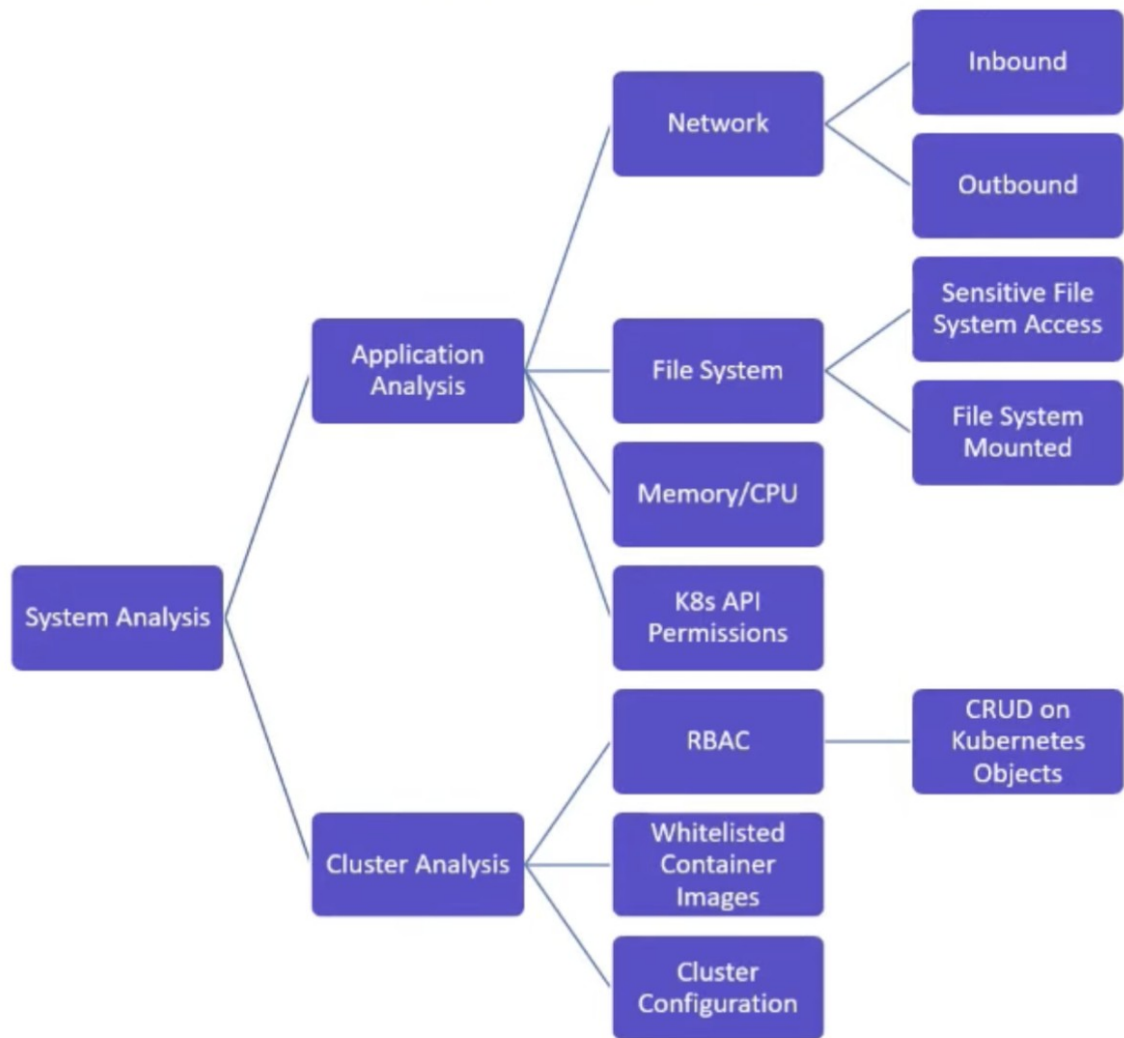 Inbound
Network
Outbound
Sensitive File
System Access
Application
Analysis
File System
File System
Mounted
Memory/CPU
System Analysis
K8s API
Permissions
RBAC
CRUD on
Kubernetes
Objects
Cluster Analysis
Whitelisted
Container
Images
Cluster
Configuration